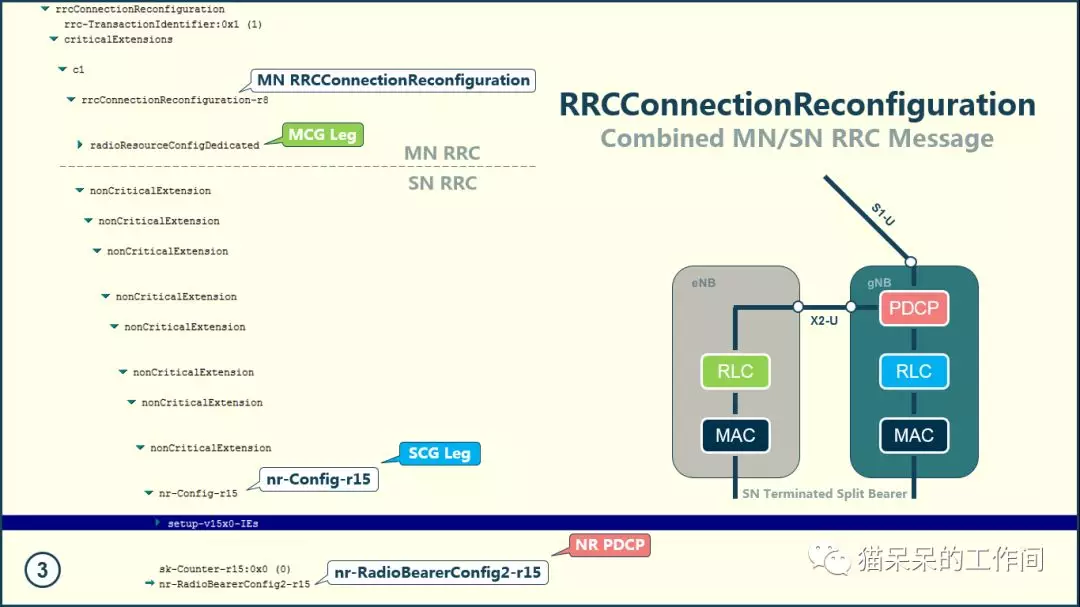 rrcConnectionReconfiguration
rrc-TransactionIdentifier:0x1 (1)
criticalExtensions
c1
MN RRCConnectionReconfiguration
rrcConnectionReconfiguration-r8
MCG Leg
radioResourceConfigDedicated
MN RRC
SN RRC
nonCriticalExtension
nonCriticalExtension
nonCriticalExtension
nonCriticalExtension
nonCriticalExtension
nonCriticalExtension
nonCriticalExtension
nonCriticalExtension
SCG Leg
nr-Config-r15
nr-Config-r15
setup-v15x0-IEs
NR PDCP
sk-Counter-r15:0x0 (0)
nr-RadioBearerConfig2-r15
nr-RadioBearerConfig2-r15
3
RRCConnectionReconfiguration
Combined MN/SN RRC Message
S1-U
eNB
gNB
PDCP
X2-U
RLC
RLC
MAC
MAC
SN Terminated Split Bearer
猫呆呆的工作间